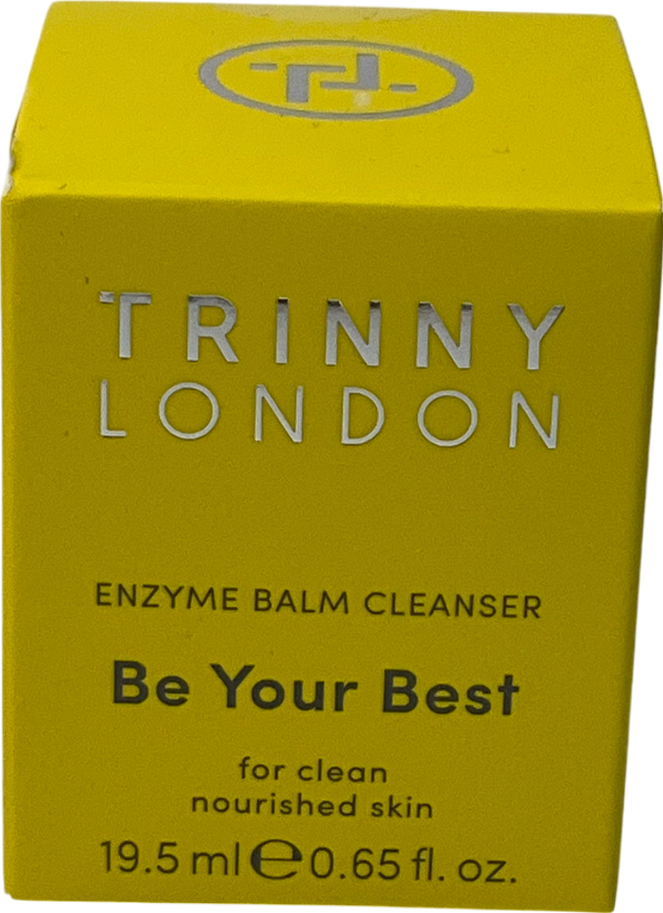 TL
TRINNY
LONDON
ENZYME BALM CLEANSER
Be Your Best
for clean
nourished skin
19.5 ml ℮ 0.65 fl. oz.